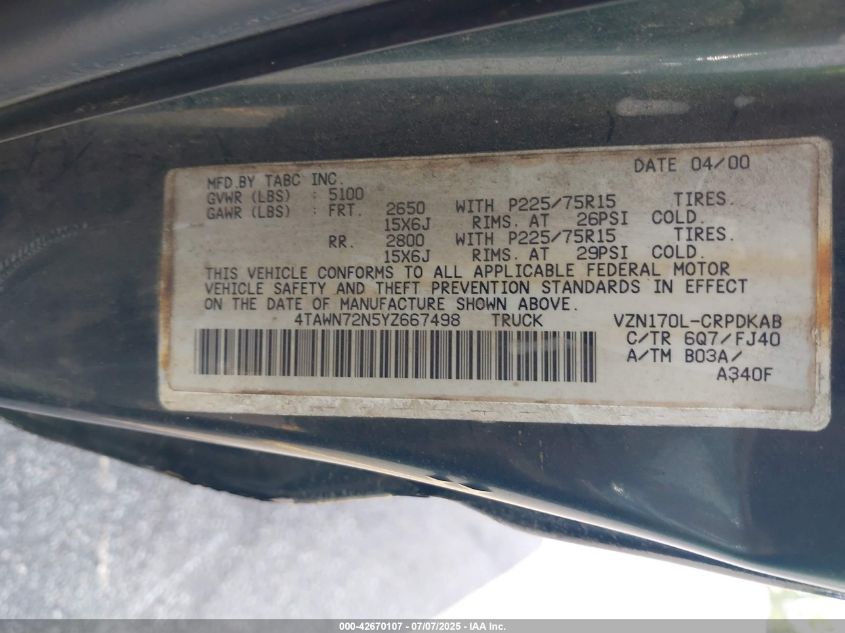 DATE 04/00
MFD.BY TABC INC.
GVWR (LBS) : 5100
GAWR (LBS) : FRT. 2650 WITH P225/75R15 TIRES.
15X6J RIMS. AT 26PSI COLD.
RR. 2800 WITH P225/75R15 TIRES.
15X6J RIMS. AT 29PSI COLD.
THIS VEHICLE CONFORMS TO ALL APPLICABLE FEDERAL MOTOR
VEHICLE SAFETY AND THEFT PREVENTION STANDARDS IN EFFECT
ON THE DATE OF MANUFACTURE SHOWN ABOVE.
4TAWN72N5YZ667498 TRUCK VZN170L-CRPDKAB
C/TR 6Q7/FJ40
A/TM B03A/
A340F
000-42670107 - 07/07/2025 - IAA Inc.